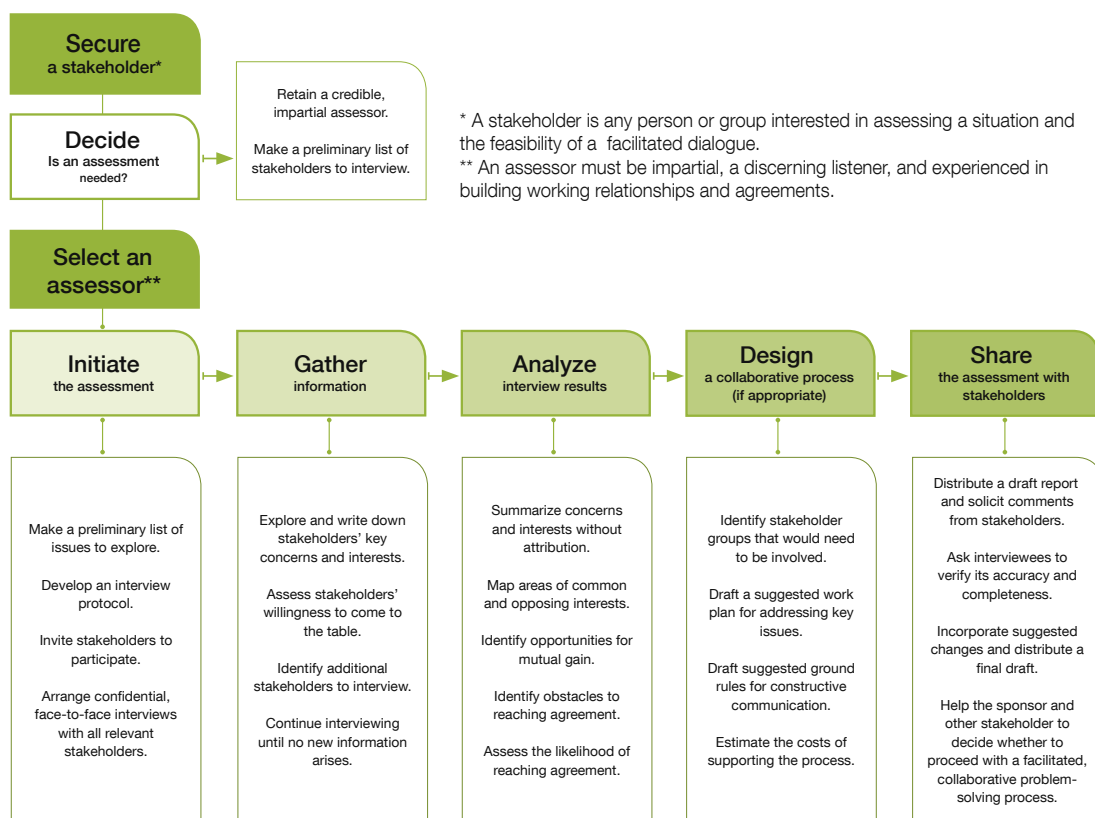 Secure
a stakeholder*
Decide
Is an assessment
needed?
Retain a credible,
impartial assessor.
Make a preliminary list of
stakeholders to interview.
* A stakeholder is any person or group interested in assessing a situation and
the feasibility of a facilitated dialogue.
** An assessor must be impartial, a discerning listener, and experienced in
building working relationships and agreements.
Select an
assessor**
Initiate
the assessment
Gather
information
Analyze
interview results
Design
a collaborative process
(if appropriate)
Share
the assessment with
stakeholders
Make a preliminary list of
issues to explore.
Develop an interview
protocol.
Invite stakeholders to
participate.
Arrange confidential,
face-to-face interviews
with all relevant
stakeholders.
Explore and write down
stakeholders’ key
concerns and interests.
Assess stakeholders’
willingness to come to
the table.
Identify additional
stakeholders to interview.
Continue interviewing
until no new information
arises.
Summarize concerns
and interests without
attribution.
Map areas of common
and opposing interests.
Identify opportunities for
mutual gain.
Identify obstacles to
reaching agreement.
Assess the likelihood of
reaching agreement.
Identify stakeholder
groups that would need
to be involved.
Draft a suggested work
plan for addressing key
issues.
Draft suggested ground
rules for constructive
communication.
Estimate the costs of
supporting the process.
Distribute a draft report
and solicit comments
from stakeholders.
Ask interviewees to
verify its accuracy and
completeness.
Incorporate suggested
changes and distribute a
final draft.
Help the sponsor and
other stakeholder to
decide whether to
proceed with a facilitated,
collaborative problem-
solving process.